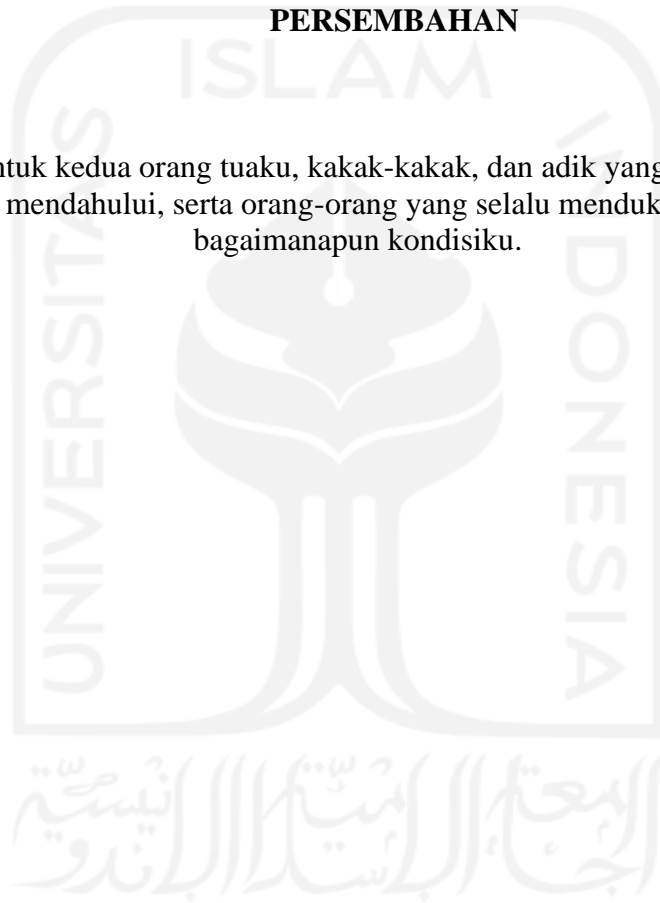 PERSEMBAHAN
ntuk kedua orang tuaku, kakak-kakak, dan adik yang
mendahului, serta orang-orang yang selalu menduk
bagaimanapun kondisiku.
UNIVERSITAS
ISLAM
INDONESIA